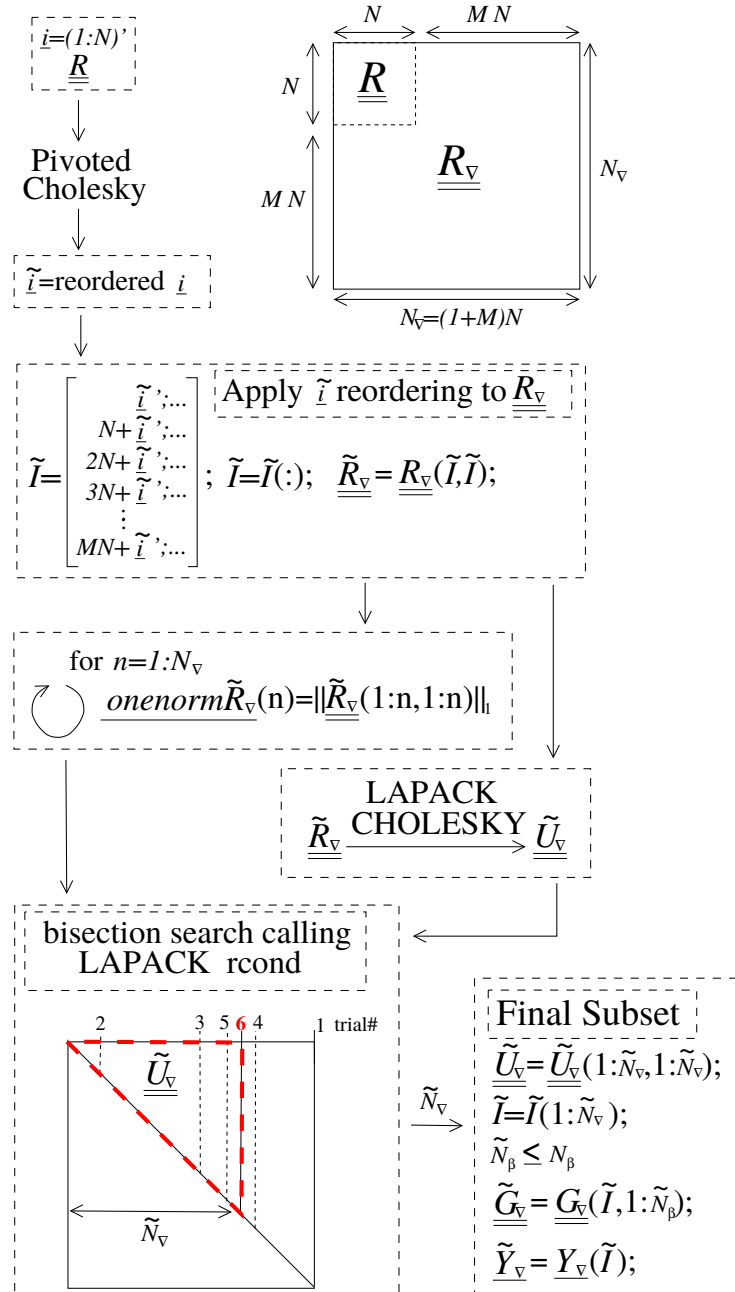 i=(1:N)'
R
Pivoted
Cholesky
ĩ=reordered i
N
M N
N
R
M N
R∇
N∇
N∇=(1+M)N
Apply ĩ reordering to R∇
Ĩ=[ ĩ ';...
N+ ĩ ';...
2N+ ĩ ';...
3N+ ĩ ';...
⋮
MN+ ĩ ';... ] ; Ĩ=Ĩ(:); R̃∇= R∇(Ĩ,Ĩ);
for n=1:N∇
onenormR̃∇(n)=||R̃∇(1:n,1:n)||₁
LAPACK
CHOLESKY
R̃∇ Ũ∇
bisection search calling
LAPACK rcond
2 3 5 6 4 1 trial#
Ũ∇
Ñ∇
Ñ∇
Final Subset
Ũ∇=Ũ∇(1:Ñ∇,1:Ñ∇);
Ĩ=Ĩ(1:Ñ∇);
Ñβ ≤ Nβ
G̃∇=G∇(Ĩ,1:Ñβ);
Ỹ∇=Y∇(Ĩ);